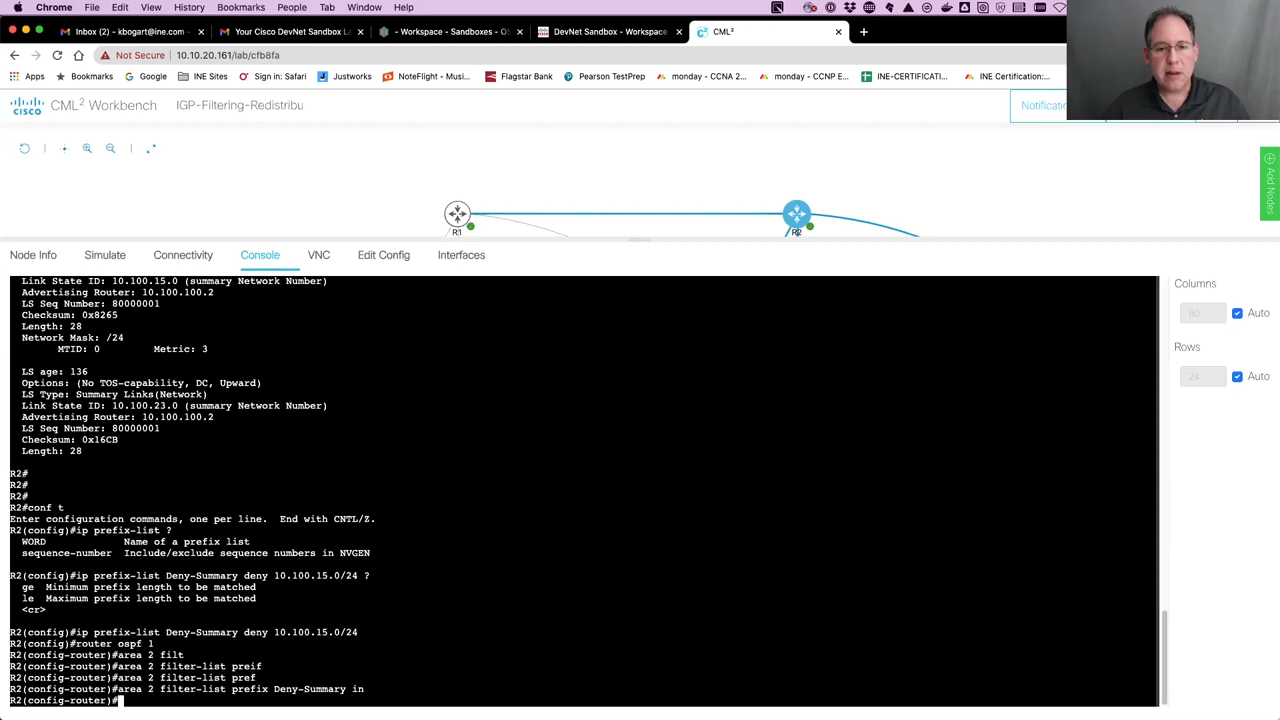 Chrome File Edit View History Bookmarks People Tab Window Help
Inbox (4) - kbogart@ine.com - Your Cisco DevNet Sandbox La - Workspace - Sandboxes - OS DevNet Sandbox - Workspace CML²
Not Secure 10.10.20.161/lab/cfb8fa
Apps Bookmarks Google INE Sites Sign in: Safari Justworks NoteFlight - Musi... Flagstar Bank Pearson TestPrep monday - CCNA 2... monday - CCNP E... INE-CERTIFICATI... INE Certification:...
CISCO CML² Workbench IGP-Filtering-Redistribu Notificatio
Add Nodes
R1 R2
Node Info Simulate Connectivity Console VNC Edit Config Interfaces
Link State ID: 10.100.15.0 (summary Network Number)
Advertising Router: 10.100.100.2
LS Seq Number: 80000001
Checksum: 0x8265
Length: 28
Network Mask: /24
MTID: 0 Metric: 3
LS age: 136
Options: (No TOS-capability, DC, Upward)
LS Type: Summary Links(Network)
Link State ID: 10.100.23.0 (summary Network Number)
Advertising Router: 10.100.100.2
LS Seq Number: 80000001
Checksum: 0x16CB
Length: 28
R2#
R2#
R2#
R2#conf t
Enter configuration commands, one per line. End with CNTL/Z.
R2(config)#ip prefix-list ?
WORD Name of a prefix list
sequence-number Include/exclude sequence numbers in NVGEN
R2(config)#ip prefix-list Deny-Summary deny 10.100.15.0/24 ?
ge Minimum prefix length to be matched
le Maximum prefix length to be matched
<cr>
R2(config)#ip prefix-list Deny-Summary deny 10.100.15.0/24
R2(config)#router ospf 1
R2(config-router)#area 2 filt
R2(config-router)#area 2 filter-list preif
R2(config-router)#area 2 filter-list pref
R2(config-router)#area 2 filter-list prefix Deny-Summary in
R2(config-router)#
Columns
80 Auto
Rows
24 Auto